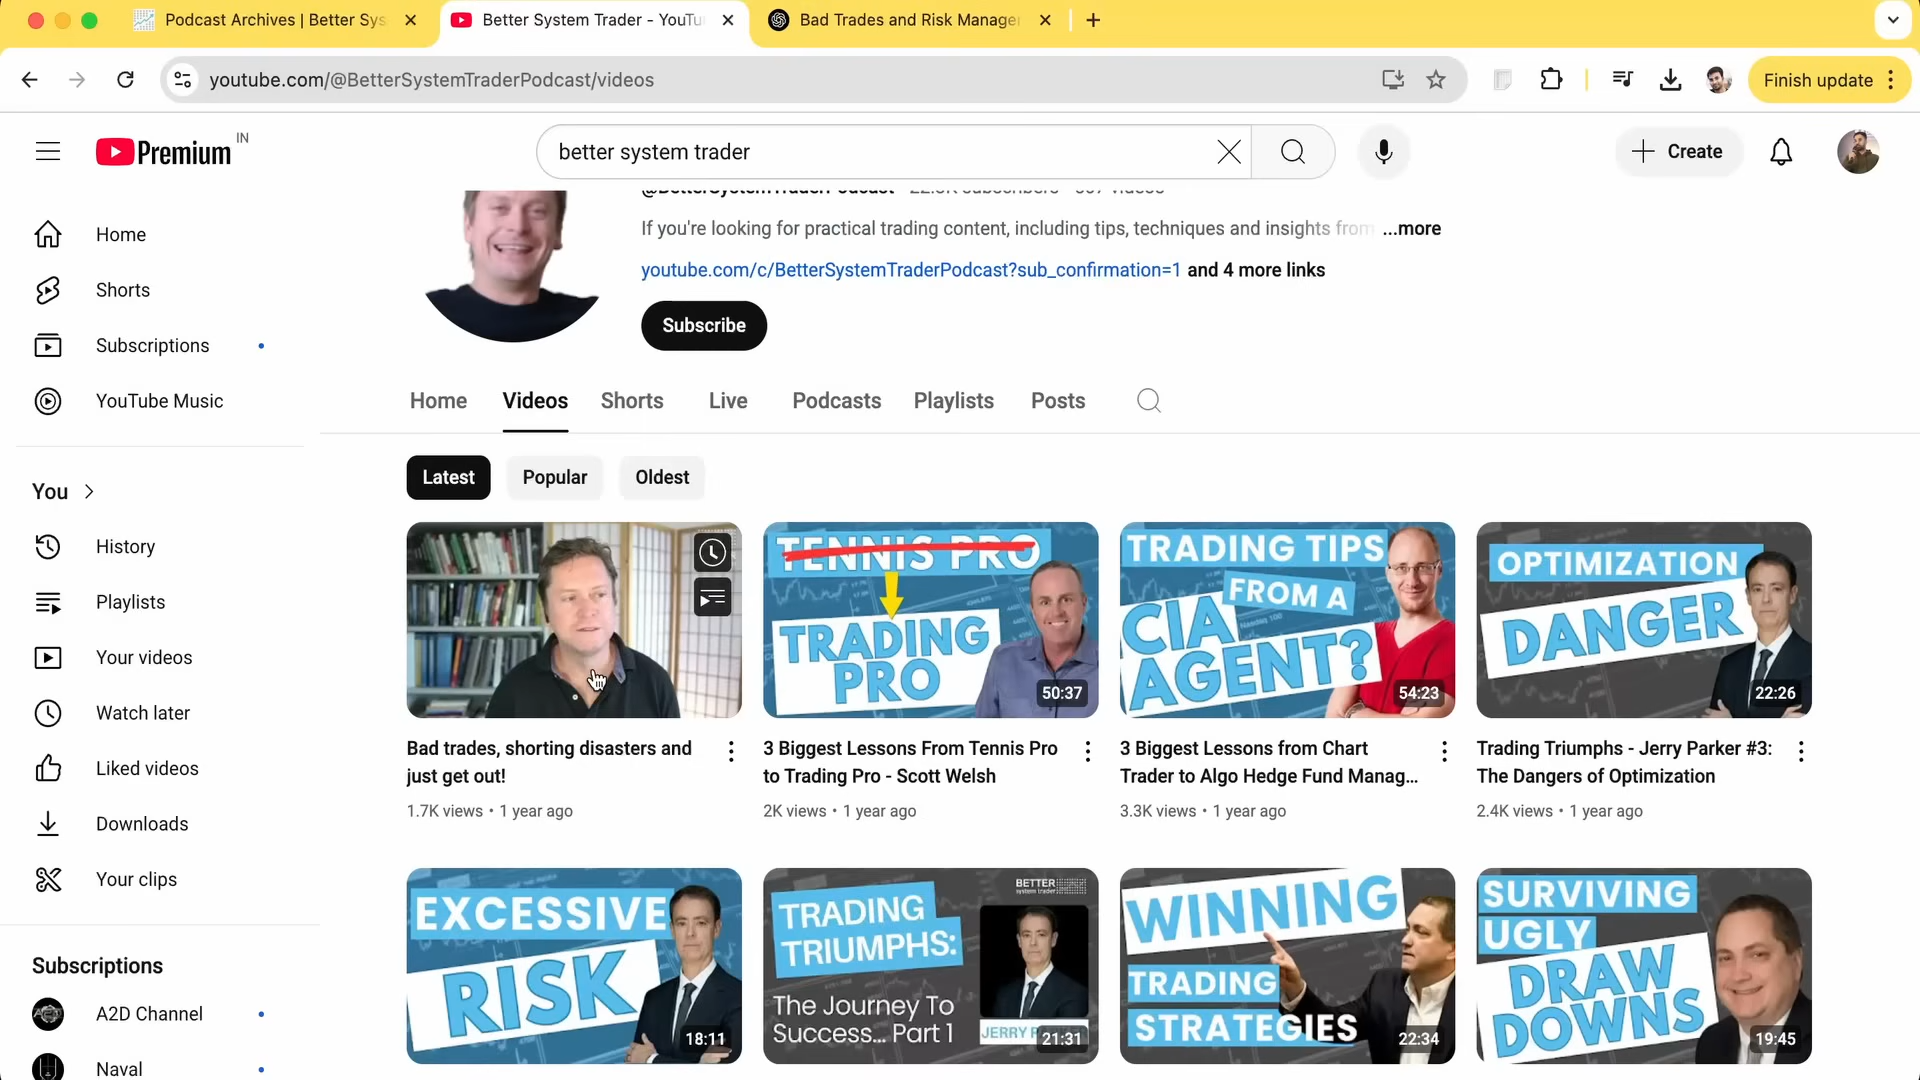 Podcast Archives | Better Sys
Better System Trader - YouTu
Bad Trades and Risk Manager
youtube.com/@BetterSystemTraderPodcast/videos
Finish update
Premium
IN
better system trader
Create
Home
Shorts
Subscriptions
YouTube Music
You
History
Playlists
Your videos
Watch later
Liked videos
Downloads
Your clips
Subscriptions
A2D Channel
Naval
@BetterSystemTraderPodcast
If you're looking for practical trading content, including tips, techniques and insights from ...more
youtube.com/c/BetterSystemTraderPodcast?sub_confirmation=1 and 4 more links
Subscribe
Home
Videos
Shorts
Live
Podcasts
Playlists
Posts
Latest
Popular
Oldest
Bad trades, shorting disasters and
just get out!
1.7K views • 1 year ago
TENNIS PRO
TRADING
PRO
50:37
3 Biggest Lessons From Tennis Pro
to Trading Pro - Scott Welsh
2K views • 1 year ago
TRADING TIPS
FROM A
CIA
AGENT?
54:23
3 Biggest Lessons from Chart
Trader to Algo Hedge Fund Manag...
3.3K views • 1 year ago
OPTIMIZATION
DANGER
22:26
Trading Triumphs - Jerry Parker #3:
The Dangers of Optimization
2.4K views • 1 year ago
EXCESSIVE
RISK
18:11
BETTER
system trader
TRADING
TRIUMPHS:
The Journey To
Success... Part 1
JERRY
21:31
WINNING
TRADING
STRATEGIES
22:34
SURVIVING
UGLY
DRAW
DOWNS
19:45